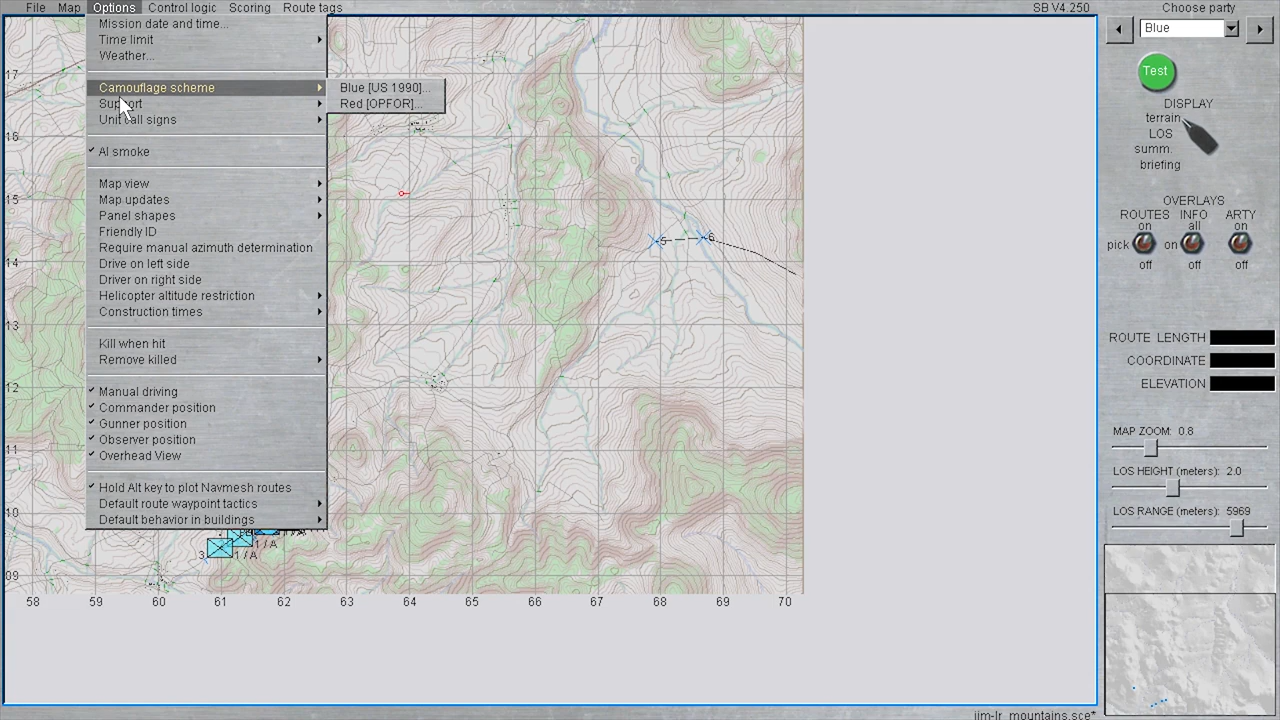 File Map Options Control logic Scoring Route tags SB V4.250 Choose party
Blue
Mission date and time...
Time limit
Weather...
Camouflage scheme
Blue [US 1990]...
Red [OPFOR]...
Support
Unit call signs
AI smoke
Map view
Map updates
Panel shapes
Friendly ID
Require manual azimuth determination
Drive on left side
Driver on right side
Helicopter altitude restriction
Construction times
Kill when hit
Remove killed
Manual driving
Commander position
Gunner position
Observer position
Overhead View
Hold Alt key to plot Navmesh routes
Default route waypoint tactics
Default behavior in buildings
17
16
15
14
13
12
11
10
09
5
6
3
1 / A
1 / A
58 59 60 61 62 63 64 65 66 67 68 69 70
Test
DISPLAY
terrain
LOS
summ.
briefing
OVERLAYS
ROUTES INFO ARTY
on all on
pick on
off off off
ROUTE LENGTH
COORDINATE
ELEVATION
MAP ZOOM: 0.8
LOS HEIGHT (meters): 2.0
LOS RANGE (meters): 5969
jim-lr_mountains.sce*